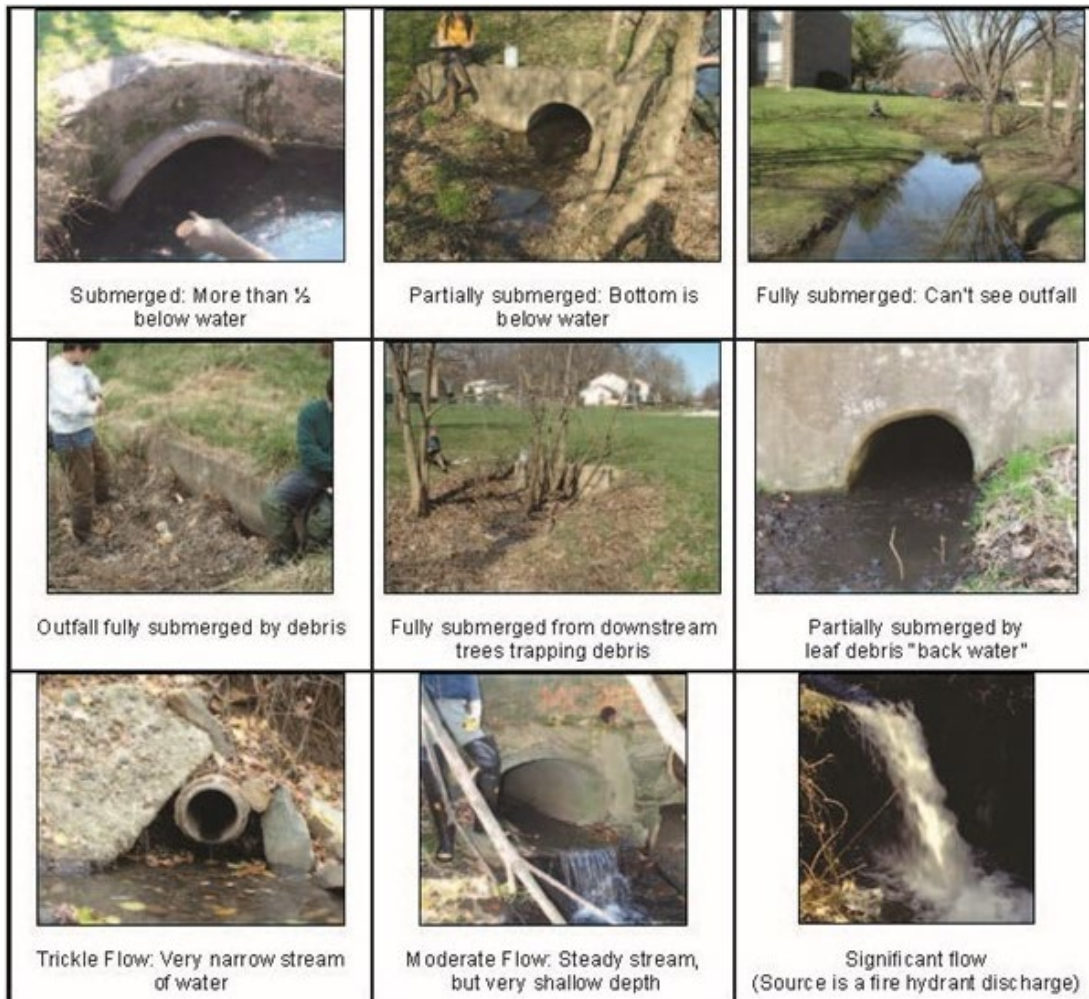 Submerged: More than ½
below water
Partially submerged: Bottom is
below water
Fully submerged: Can't see outfall
Outfall fully submerged by debris
Fully submerged from downstream
trees trapping debris
Partially submerged by
leaf debris "back water"
Trickle Flow: Very narrow stream
of water
Moderate Flow: Steady stream,
but very shallow depth
Significant flow
(Source is a fire hydrant discharge)